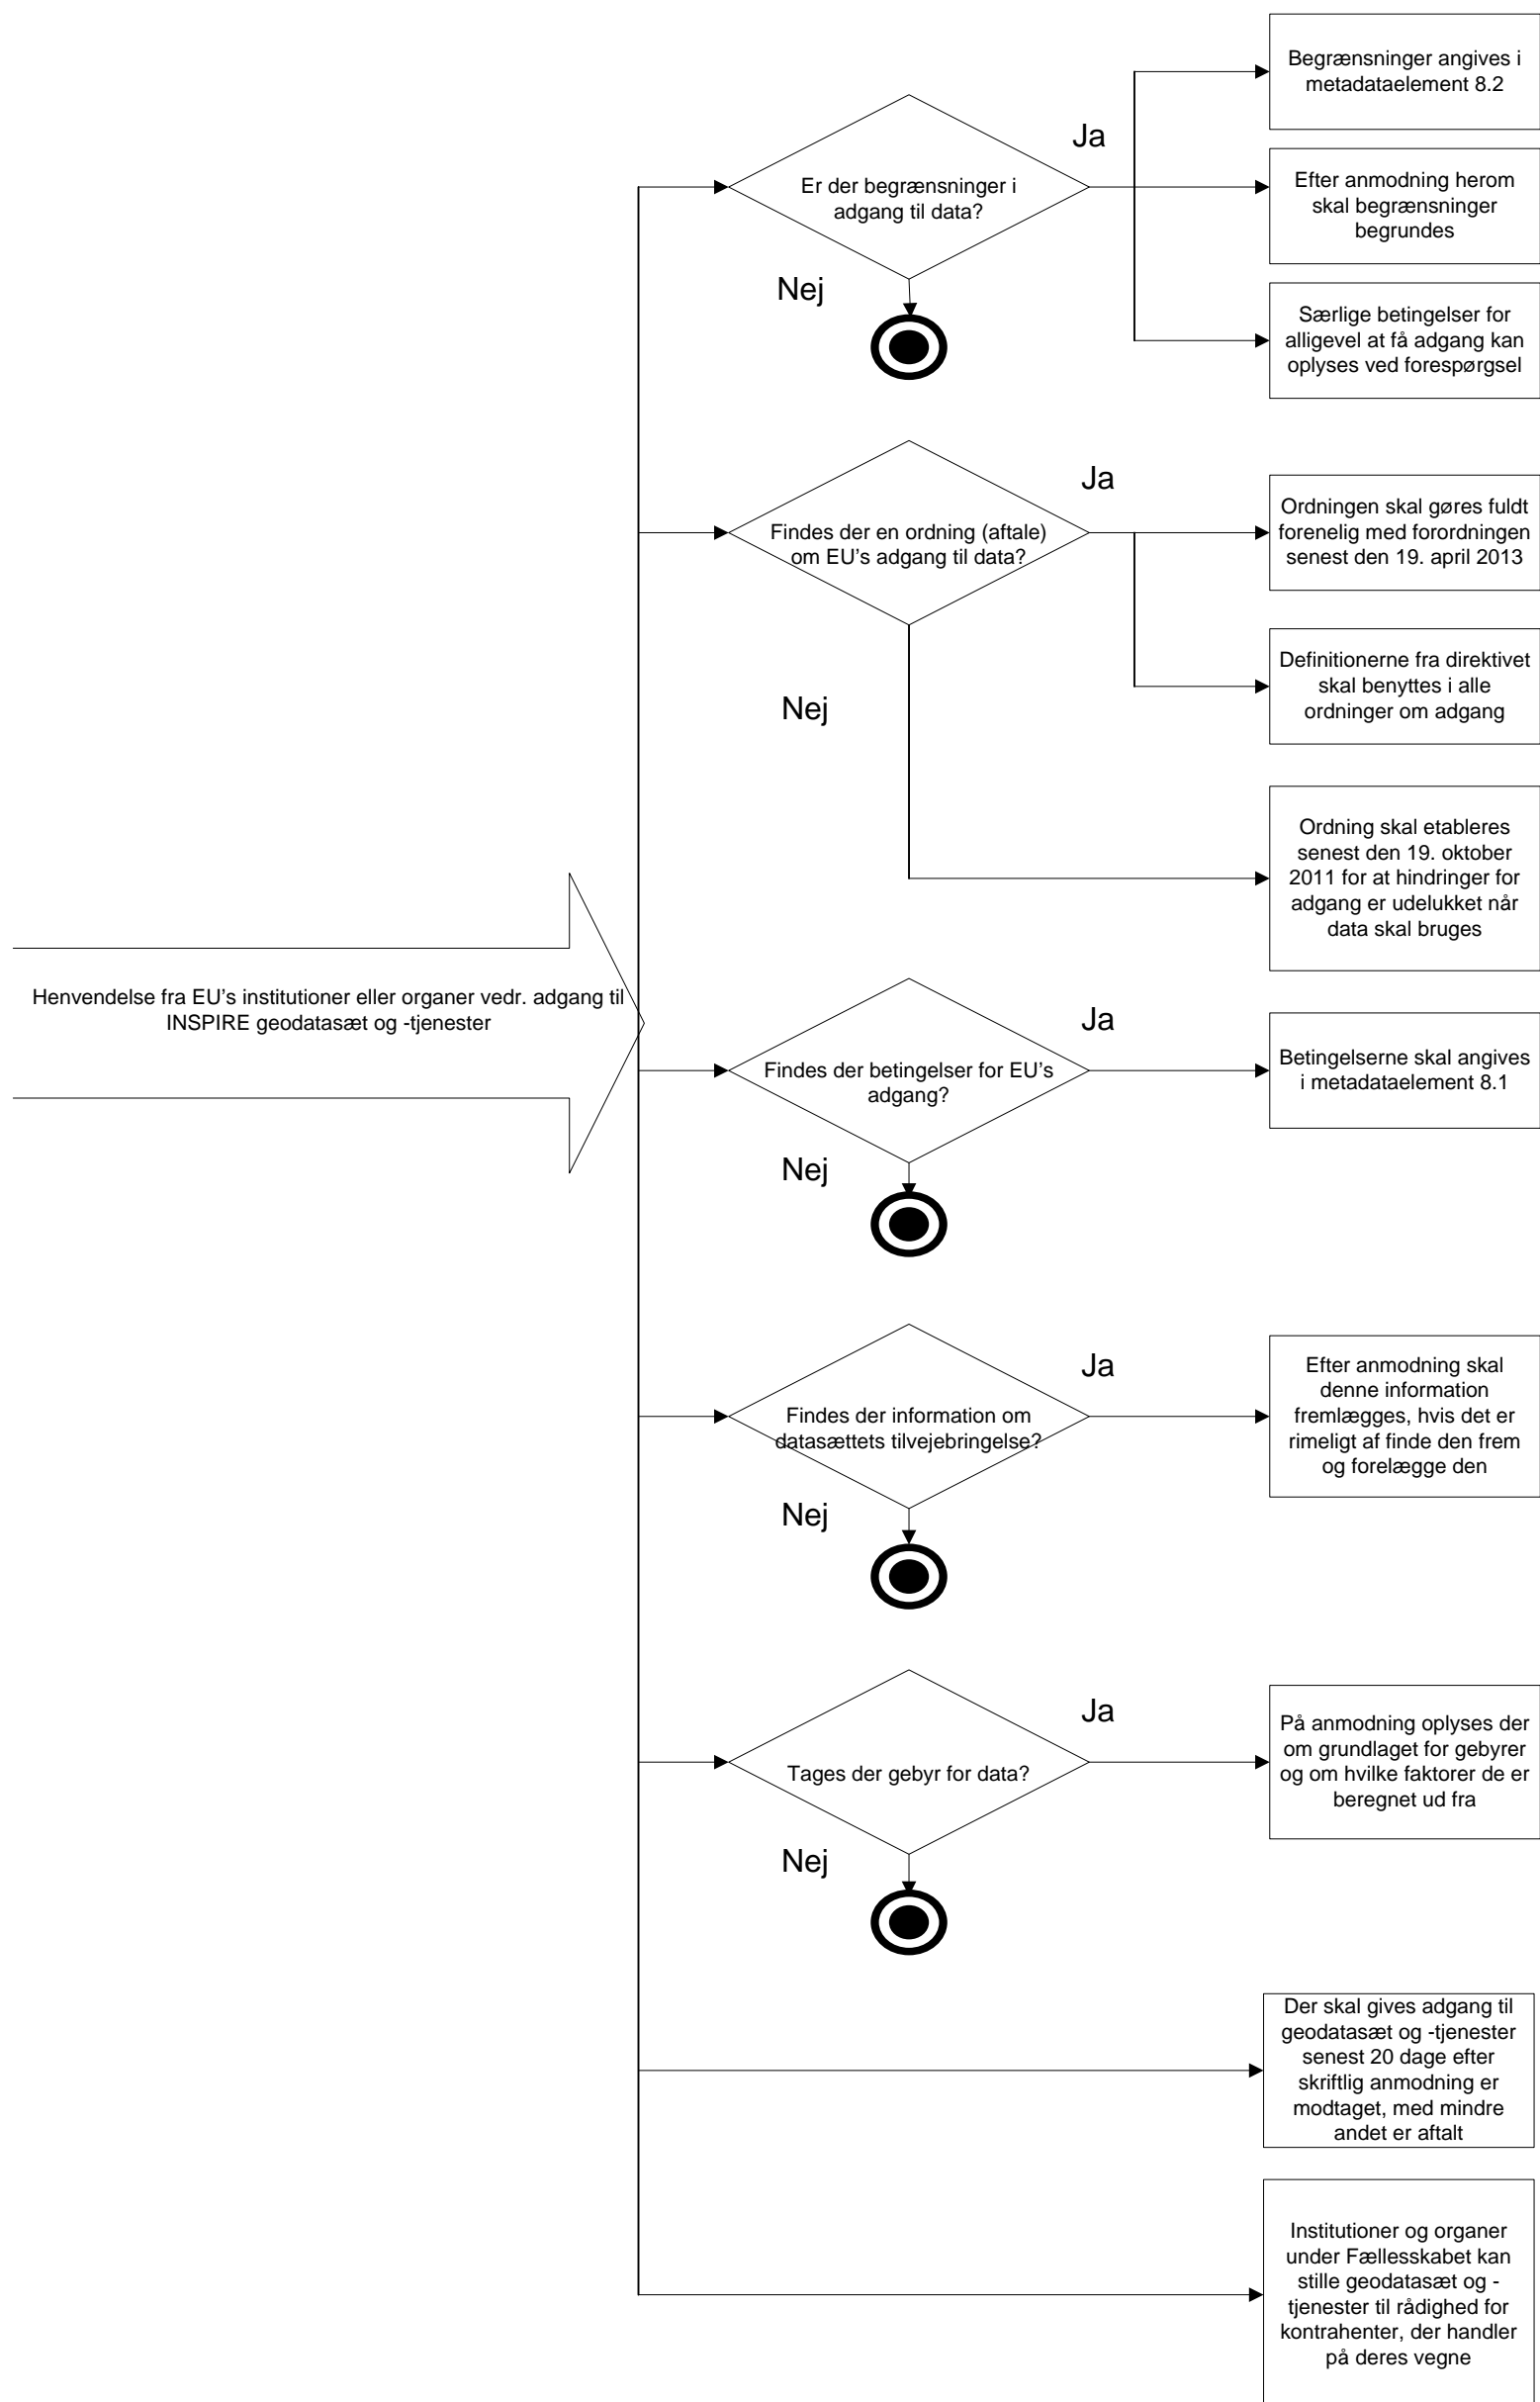 Begrænsninger angives i
metadataelement 8.2
Ja
Er der begrænsninger i
adgang til data?
Efter anmodning herom
skal begrænsninger
begrundes
Nej
Særlige betingelser for
alligevel at få adgang kan
oplyses ved forespørgsel
Ja
Findes der en ordning (aftale)
om EU's adgang til data?
Ordningen skal gøres fuldt
forenelig med forordningen
senest den 19. april 2013
Definitionerne fra direktivet
skal benyttes i alle
ordninger om adgang
Nej
Ordning skal etableres
senest den 19. oktober
2011 for at hindringer for
adgang er udelukket når
data skal bruges
Henvendelse fra EU's institutioner eller organer vedr. adgang til
INSPIRE geodatasæt og -tjenester
Ja
Findes der betingelser for EU's
adgang?
Betingelserne skal angives
i metadataelement 8.1
Nej
Ja
Findes der information om
datasættets tilvejebringelse?
Efter anmodning skal
denne information
fremlægges, hvis det er
rimeligt af finde den frem
og forelægge den
Nej
Ja
Tages der gebyr for data?
På anmodning oplyses der
om grundlaget for gebyrer
og om hvilke faktorer de er
beregnet ud fra
Nej
Der skal gives adgang til
geodatasæt og -tjenester
senest 20 dage efter
skriftlig anmodning er
modtaget, med mindre
andet er aftalt
Institutioner og organer
under Fællesskabet kan
stille geodatasæt og -
tjenester til rådighed for
kontrahenter, der handler
på deres vegne